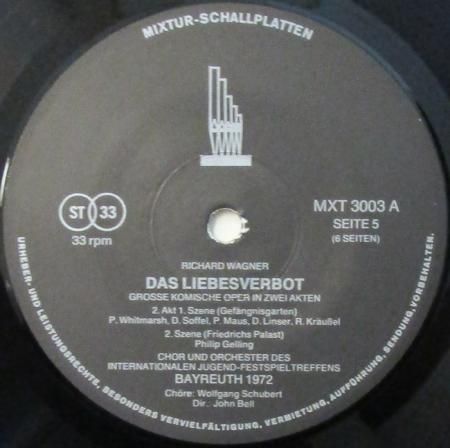 MIXTUR-SCHALLPLATTEN
ST 33
33 rpm
MXT 3003 A
SEITE 5
(6 SEITEN)
RICHARD WAGNER
DAS LIEBESVERBOT
GROSSE KOMISCHE OPER IN ZWEI AKTEN
2. Akt 1. Szene (Gefängnisgarten)
P. Whitmarsh, D. Soffel, P. Maus, D. Linser, R. Kräußel
2. Szene (Friedrichs Palast)
Philip Gelling
CHOR UND ORCHESTER DES
INTERNATIONALEN JUGEND-FESTSPIELTREFFENS
BAYREUTH 1972
Chöre: Wolfgang Schubert
Dir.: John Bell
URHEBER- UND LEISTUNGSRECHTE, BESONDERS VERVIELFÄLTIGUNG, VERMIETUNG, AUFFÜHRUNG, SENDUNG, VORBEHALTEN.